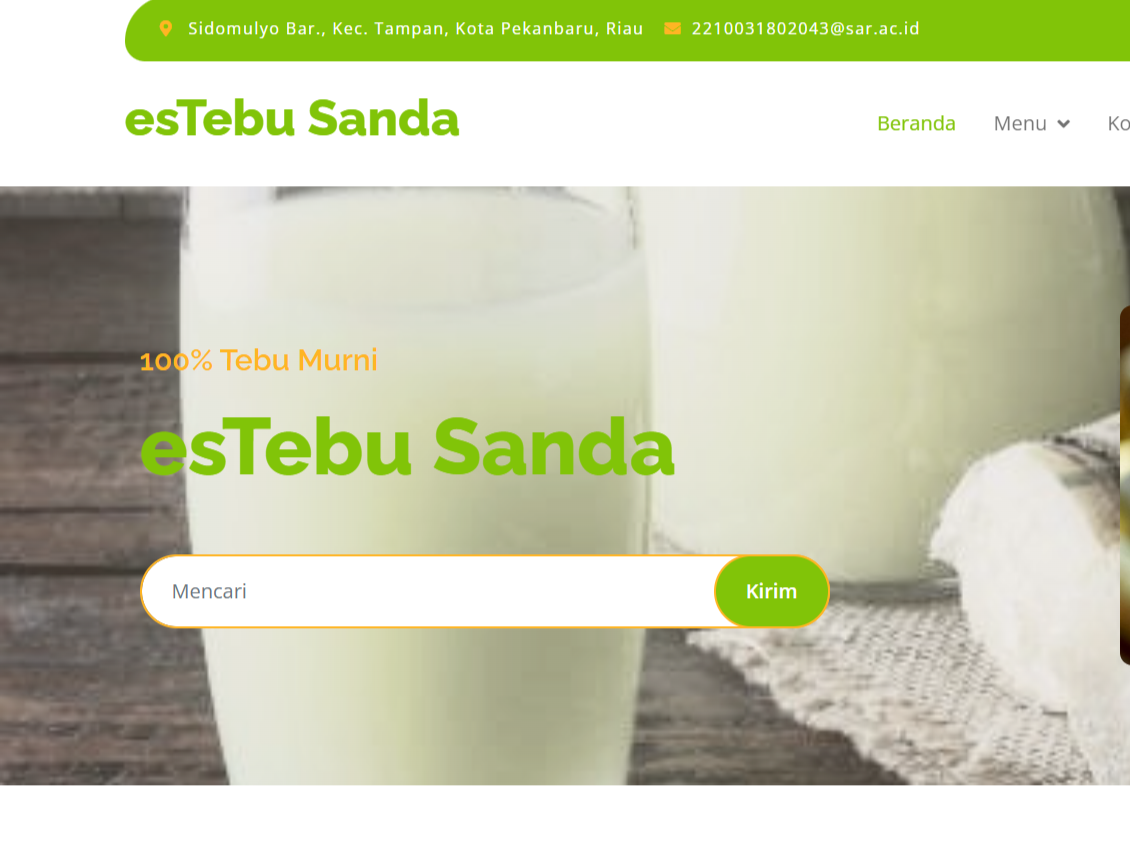 Sidomulyo Bar., Kec. Tampan, Kota Pekanbaru, Riau 2210031802043@sar.ac.id
esTebu Sanda
Beranda Menu
100% Tebu Murni
esTebu Sanda
Mencari Kirim